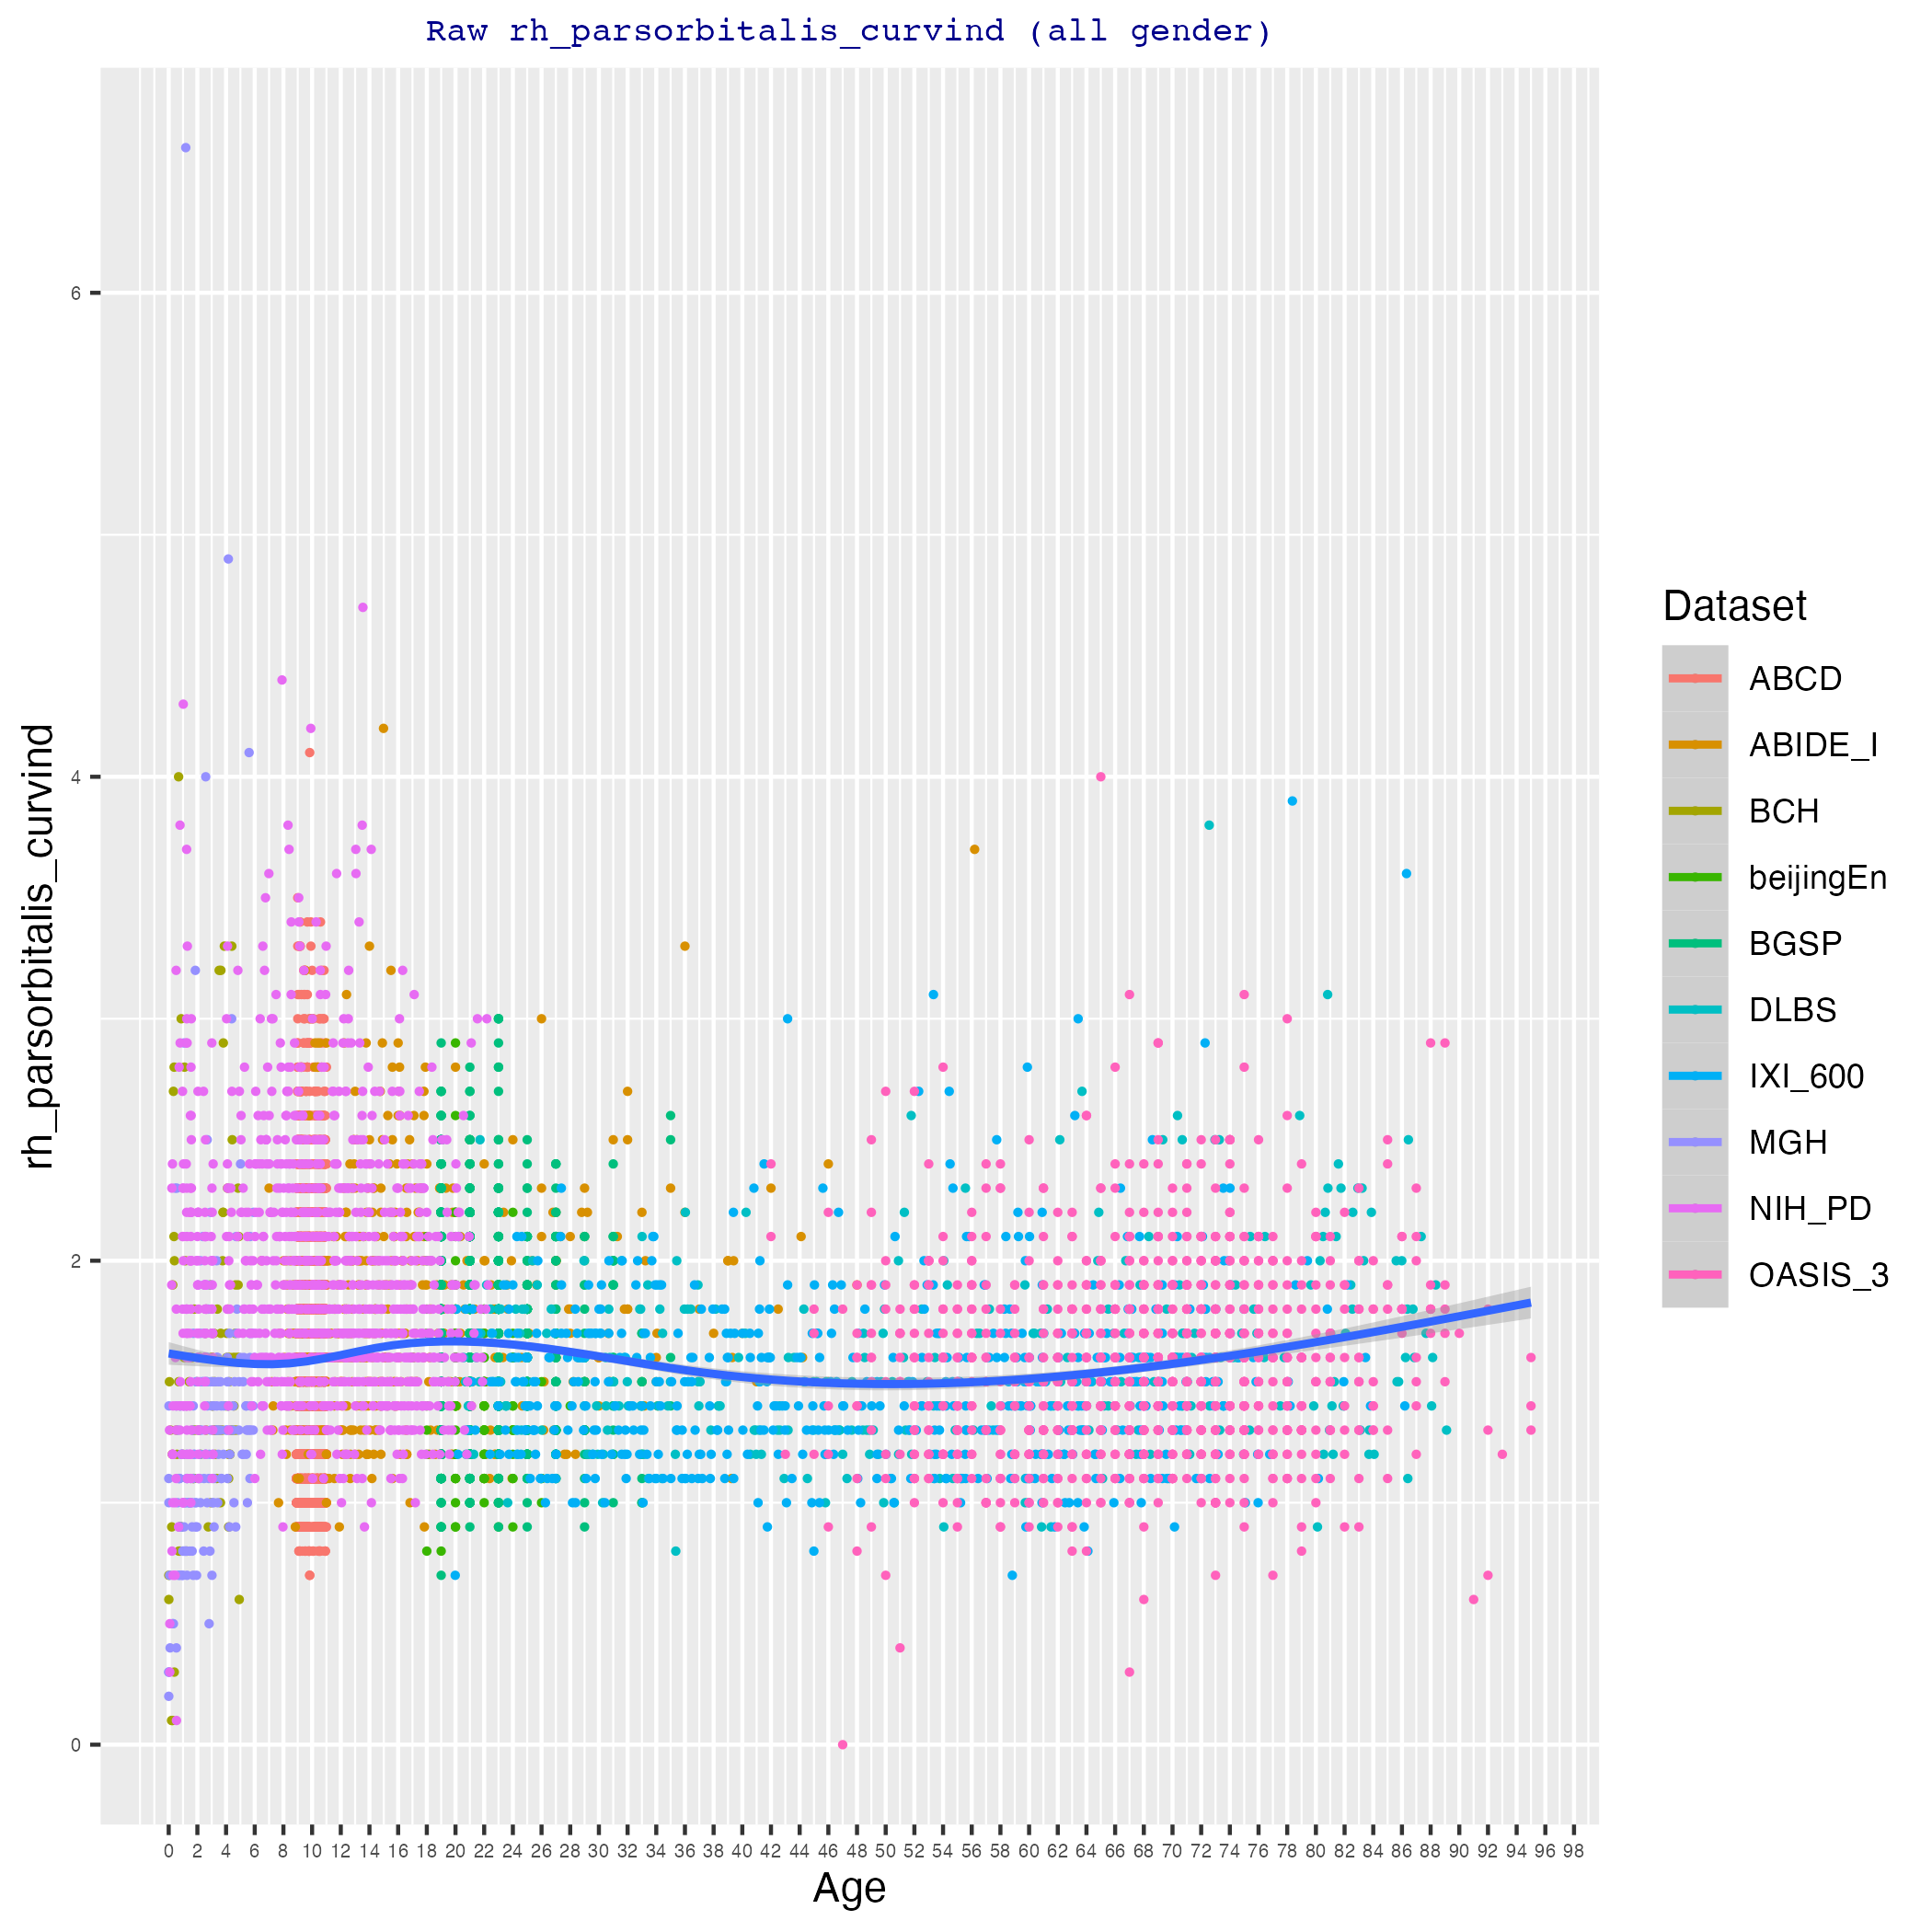 Raw rh_parsorbitalis_curvind (all gender)
rh_parsorbitalis_curvind
6
4
2
0
0 2 4 6 8 10 12 14 16 18 20 22 24 26 28 30 32 34 36 38 40 42 44 46 48 50 52 54 56 58 60 62 64 66 68 70 72 74 76 78 80 82 84 86 88 90 92 94 96 98
Age
Dataset
ABCD
ABIDE_I
BCH
beijingEn
BGSP
DLBS
IXI_600
MGH
NIH_PD
OASIS_3